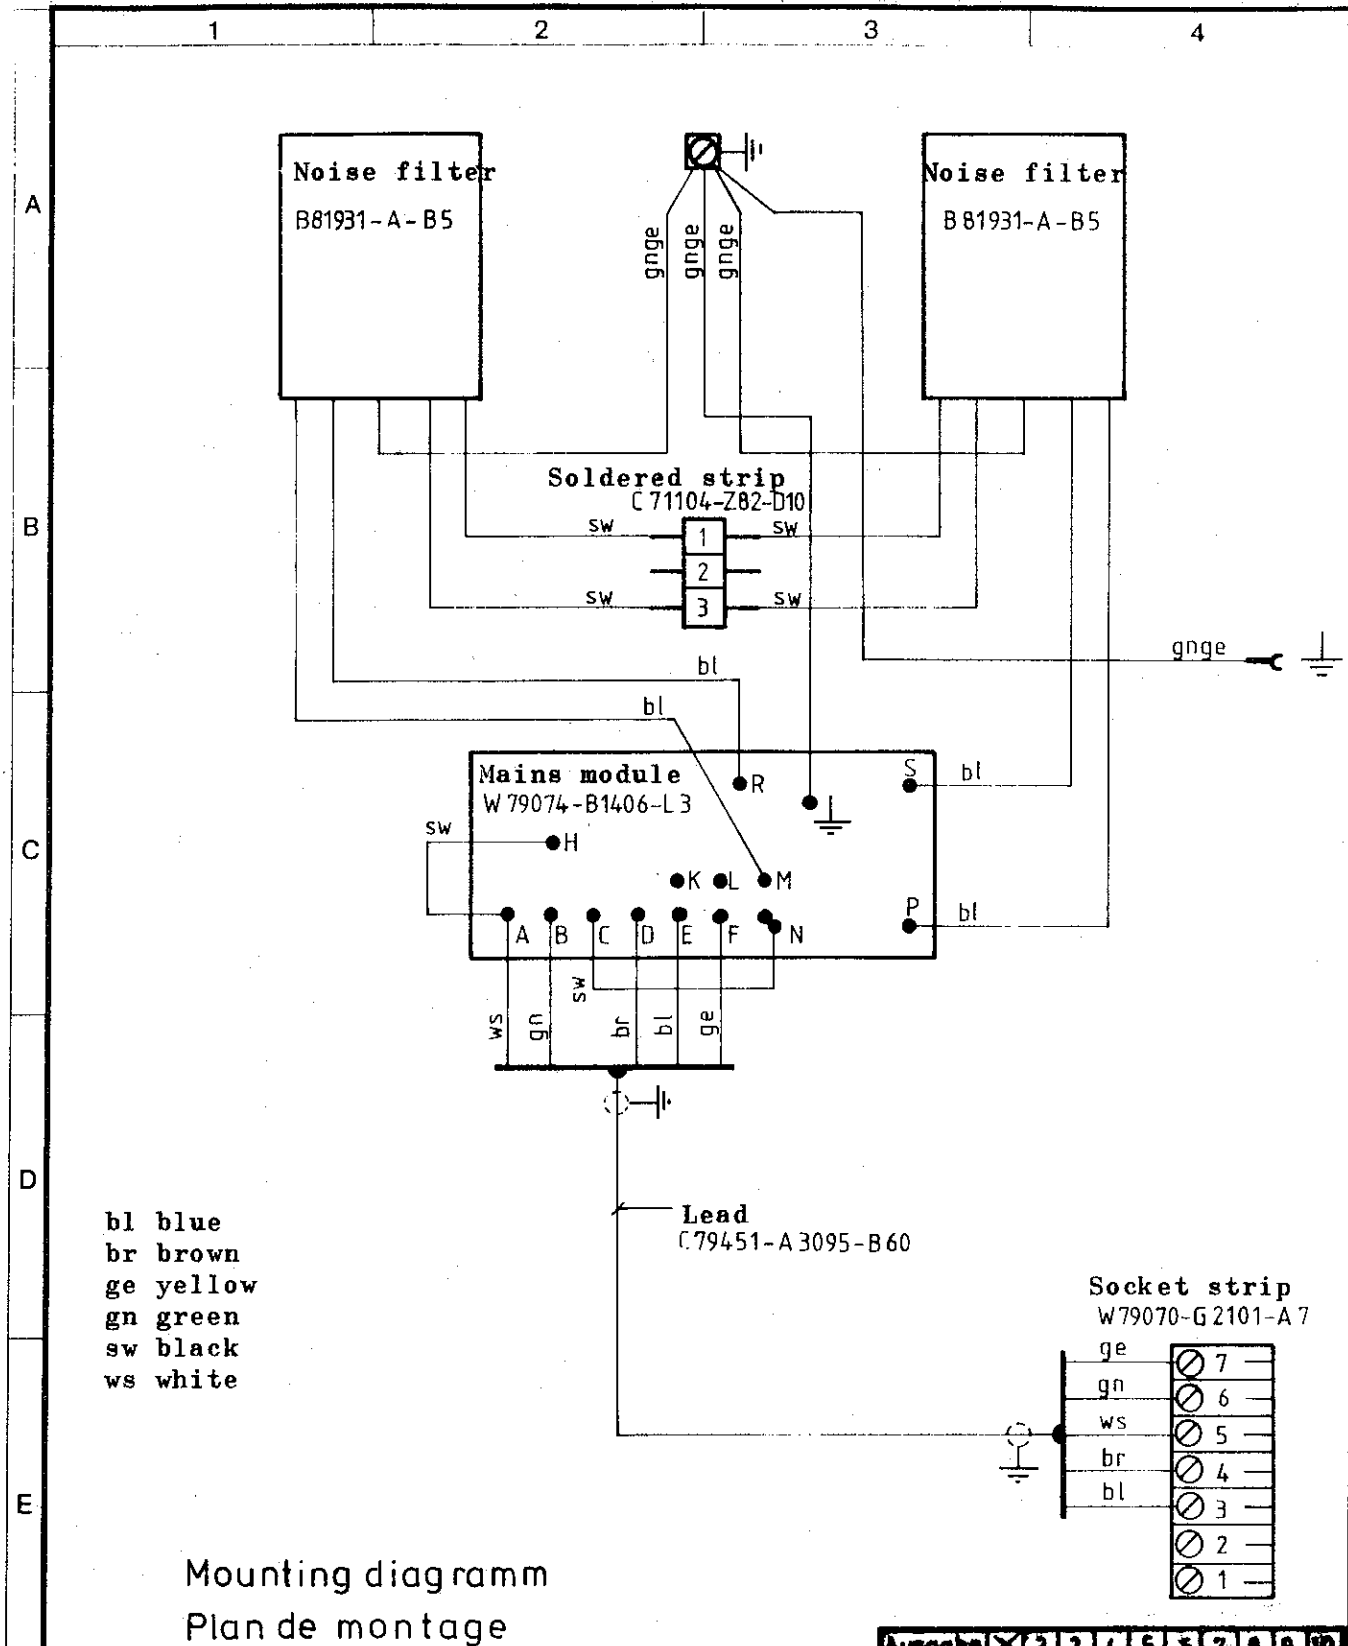 1 2 3 4
A
Noise filter
B81931-A-B5
Noise filter
B81931-A-B5
gnge gnge gnge
B
Soldered strip
C71104-Z82-D10
sw 1 sw
2
sw 3 sw
gnge
bl
bl
C
Mains module
W79074-B1406-L3
R
S bl
sw
H
K L M
P bl
A B C D E F N
sw
ws gn br bl ge
D
Lead
C79451-A3095-B60
bl blue
br brown
ge yellow
gn green
sw black
ws white
Socket strip
W79070-G2101-A7
ge 7
gn 6
ws 5
br 4
bl 3
2
1
E
Mounting diagramm
Plan de montage